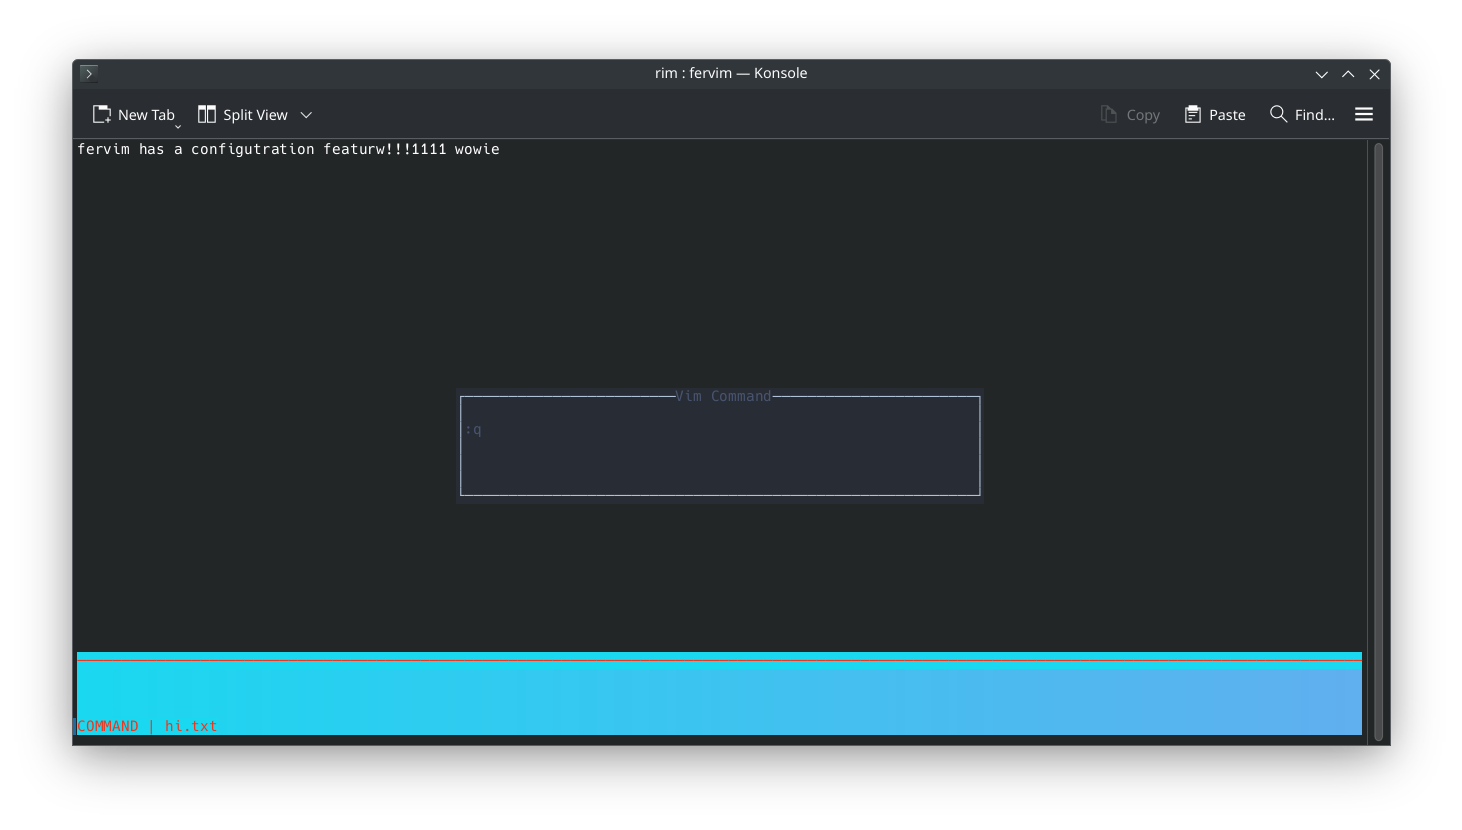 rim : fervim — Konsole
New Tab Split View Copy Paste Find...
fervim has a configutration featurw!!!1111 wowie
Vim Command
:q
COMMAND | hi.txt